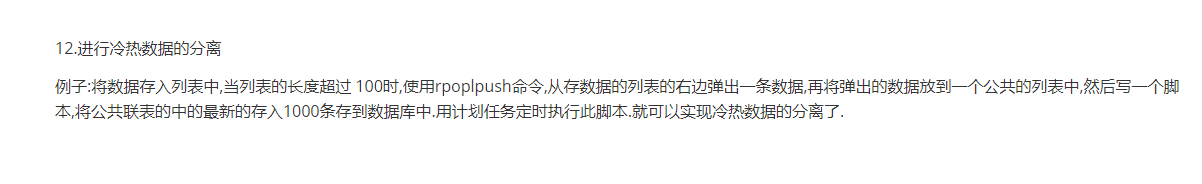 12.进行冷热数据的分离
例子:将数据存入列表中,当列表的长度超过 100时,使用rpoplpush命令,从存数据的列表的右边弹出一条数据,再将弹出的数据放到一个公共的列表中,然后写一个脚
本,将公共联表的中的最新的存入1000条存到数据库中.用计划任务定时执行此脚本.就可以实现冷热数据的分离了.